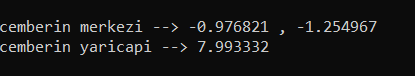 cemberin merkezi --> -0.976821 , -1.254967
cemberin yaricapi --> 7.993332